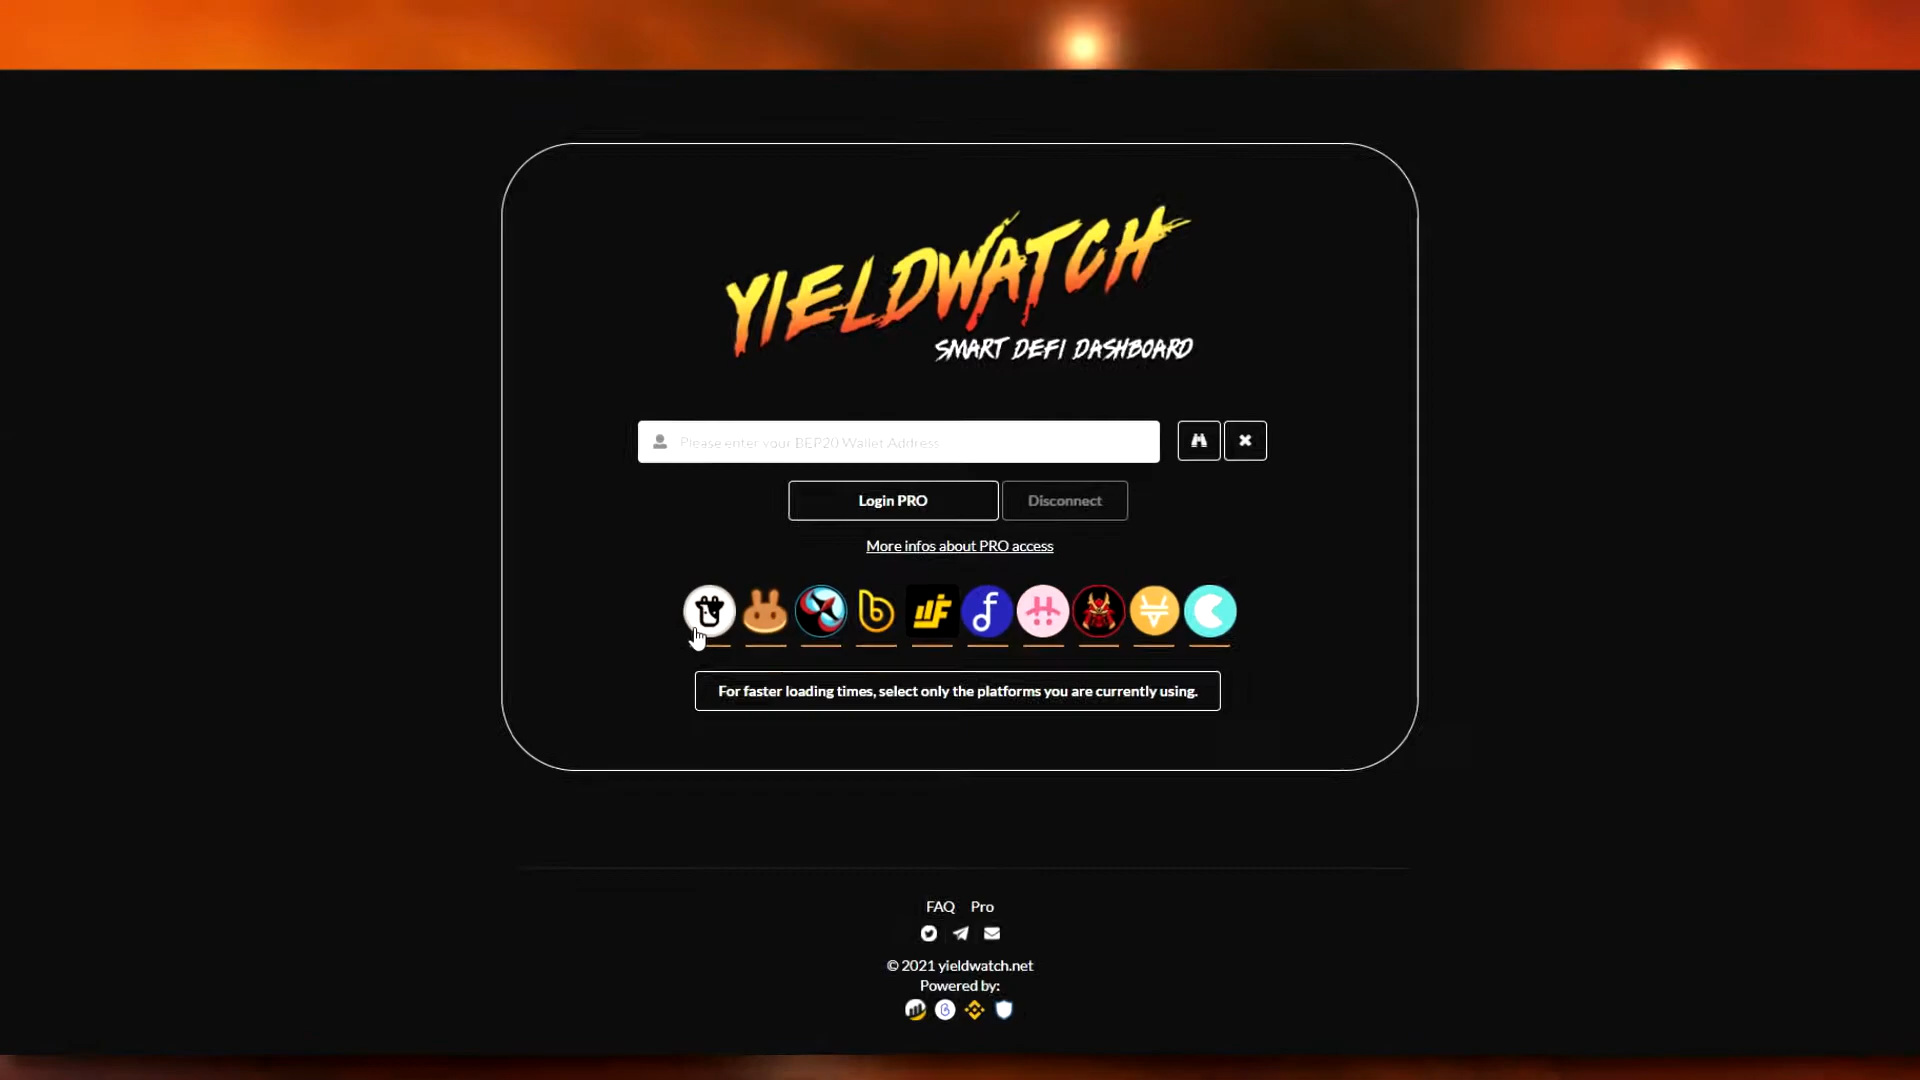 YIELDWATCH
SMART DEFI DASHBOARD
Please enter your BEP20 Wallet Address
Login PRO
Disconnect
More infos about PRO access
For faster loading times, select only the platforms you are currently using.
FAQ Pro
© 2021 yieldwatch.net
Powered by: